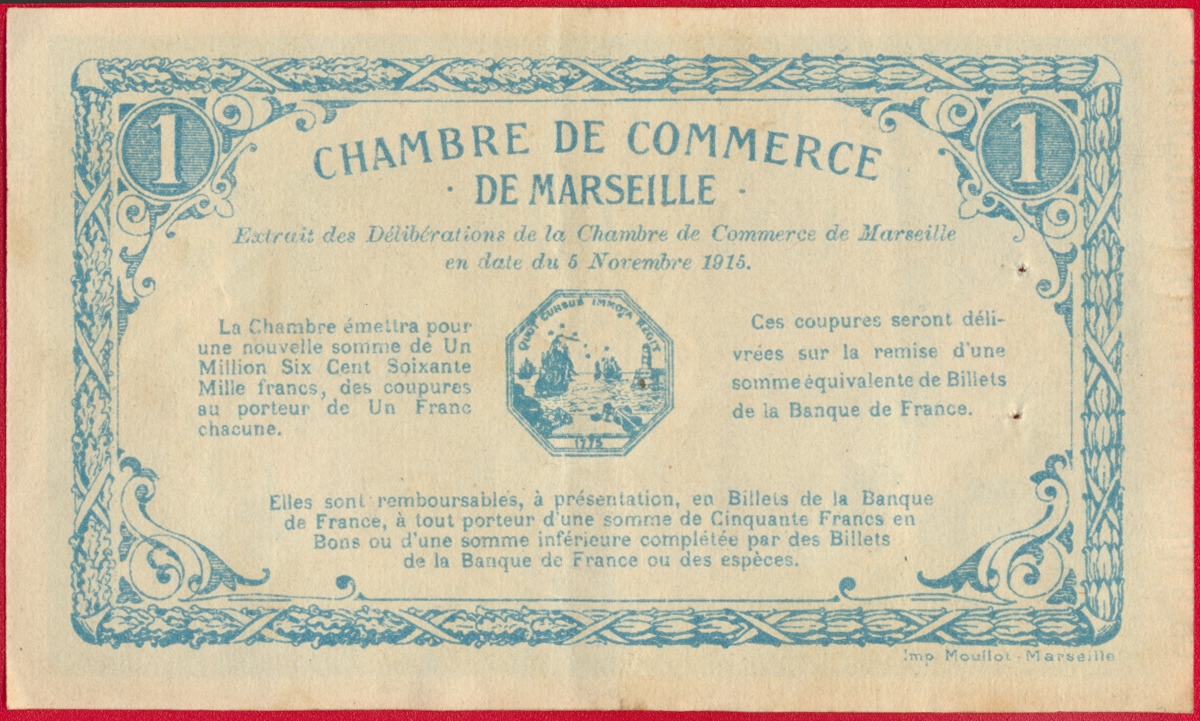 1 1
CHAMBRE DE COMMERCE
· DE MARSEILLE ·
Extrait des Délibérations de la Chambre de Commerce de Marseille
en date du 5 Novembre 1915.
La Chambre émettra pour
une nouvelle somme de Un
Million Six Cent Soixante
Mille francs, des coupures
au porteur de Un Franc
chacune.
QUOT CURSUS IMMOTA REGIT
1775
Ces coupures seront déli-
vrées sur la remise d'une
somme équivalente de Billets
de la Banque de France.
Elles sont remboursables, à présentation, en Billets de la Banque
de France, à tout porteur d'une somme de Cinquante Francs en
Bons ou d'une somme inférieure complétée par des Billets
de la Banque de France ou des espèces.
Imp. Moullot - Marseille